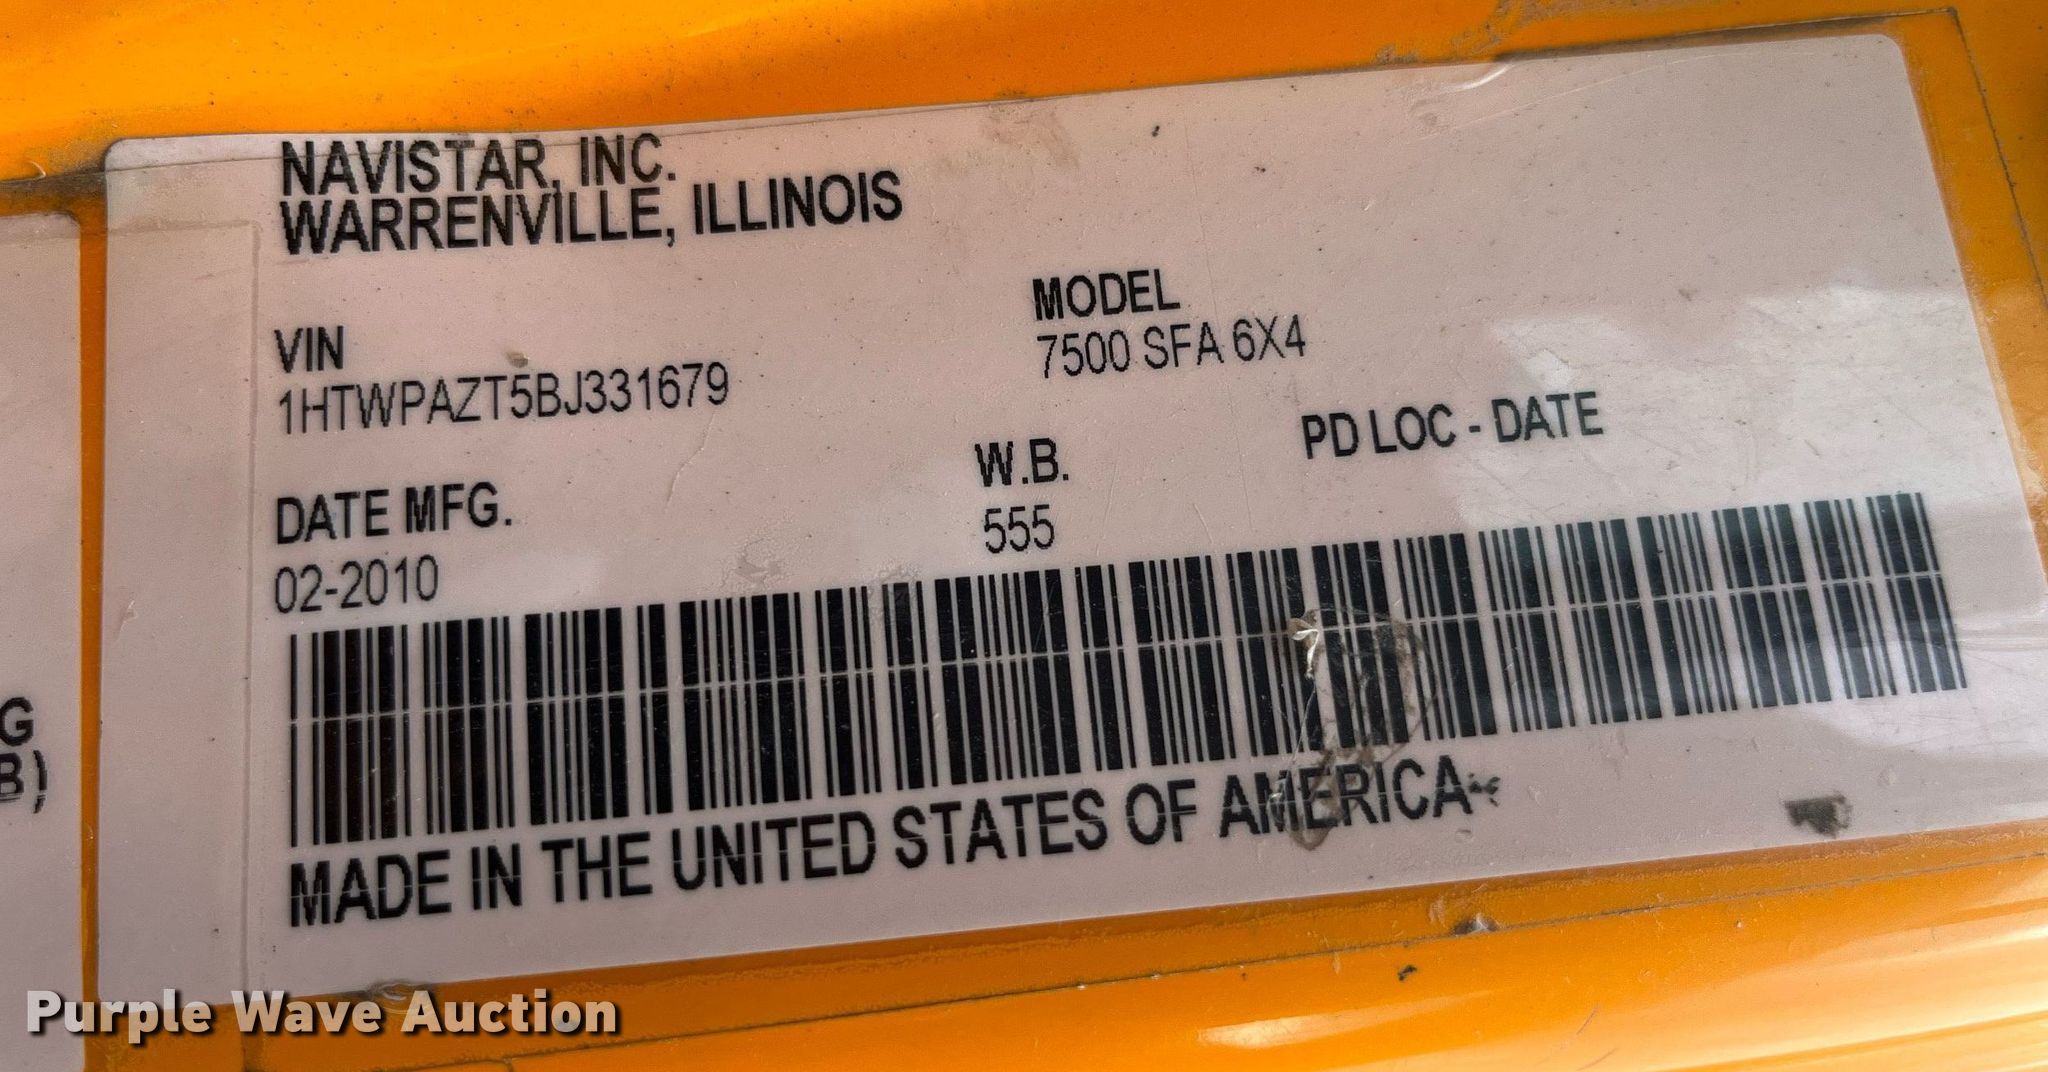 NAVISTAR, INC.
WARRENVILLE, ILLINOIS
VIN
1HTWPAZT5BJ331679
MODEL
7500 SFA 6X4
DATE MFG.
02-2010
W.B.
555
PD LOC - DATE
MADE IN THE UNITED STATES OF AMERICA
G
B)
Purple Wave Auction